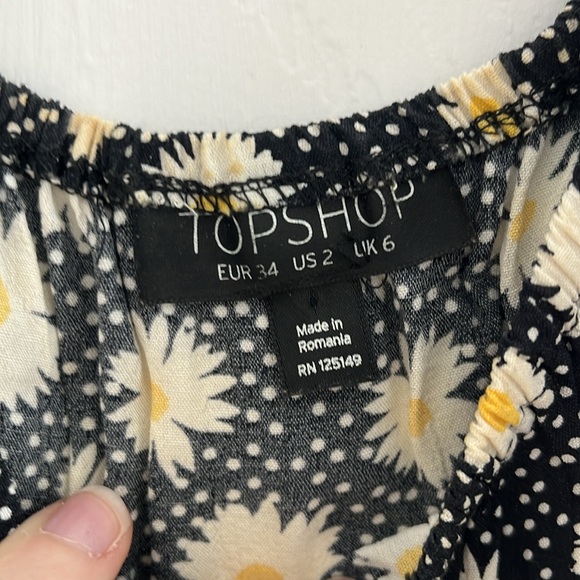 TOPSHOP
EUR 34 US 2 UK 6
Made in
Romania
RN 125149